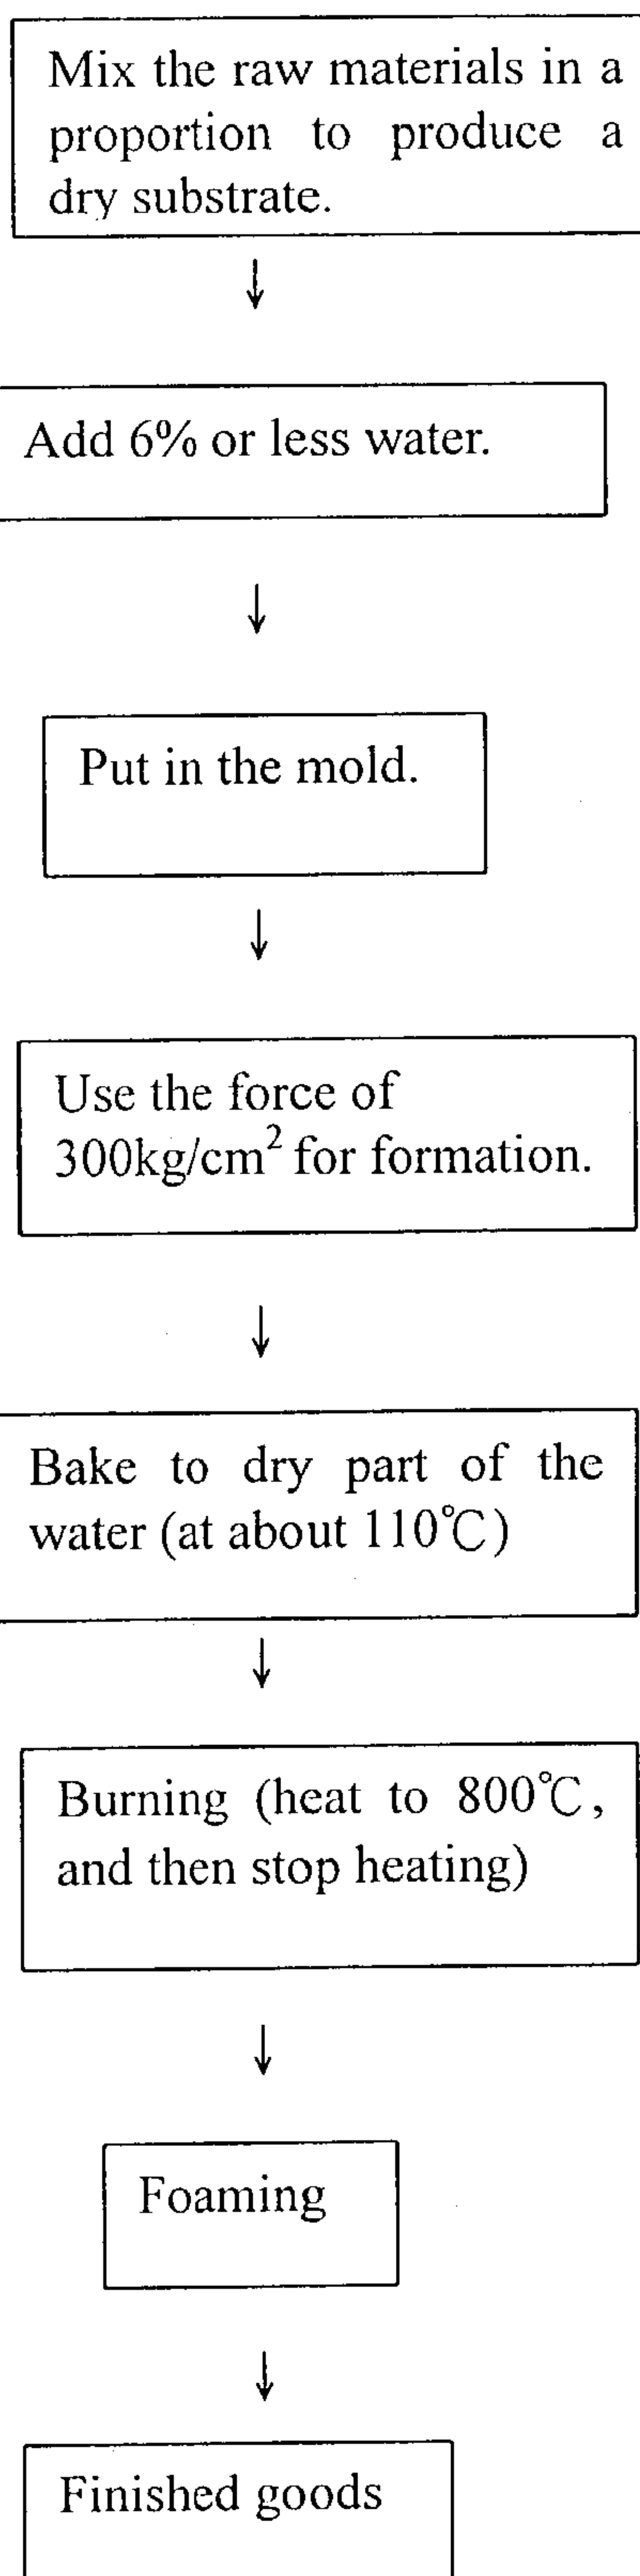 Mix the raw materials in a
proportion to produce a
dry substrate.
↓
Add 6% or less water.
↓
Put in the mold.
↓
Use the force of
300kg/cm² for formation.
↓
Bake to dry part of the
water (at about 110℃)
↓
Burning (heat to 800℃,
and then stop heating)
↓
Foaming
↓
Finished goods